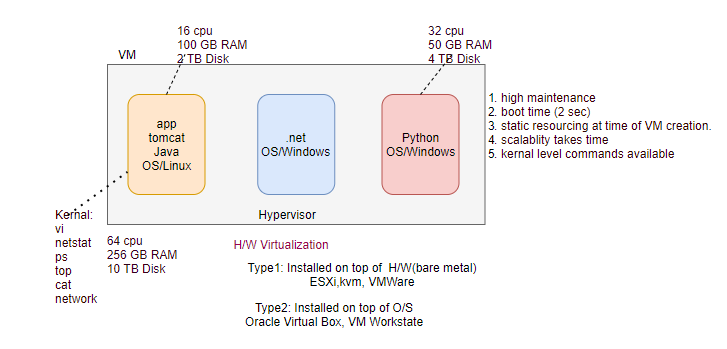 16 cpu
100 GB RAM
2 TB Disk
32 cpu
50 GB RAM
4 TB Disk
VM
app
tomcat
Java
OS/Linux
.net
OS/Windows
Python
OS/Windows
1. high maintenance
2. boot time (2 sec)
3. static resourcing at time of VM creation.
4. scalablity takes time
5. kernal level commands available
Hypervisor
Kernal:
vi
netstat
ps
top
cat
network
64 cpu
256 GB RAM
10 TB Disk
H/W Virtualization
Type1: Installed on top of H/W(bare metal)
ESXi,kvm, VMWare
Type2: Installed on top of O/S
Oracle Virtual Box, VM Workstate